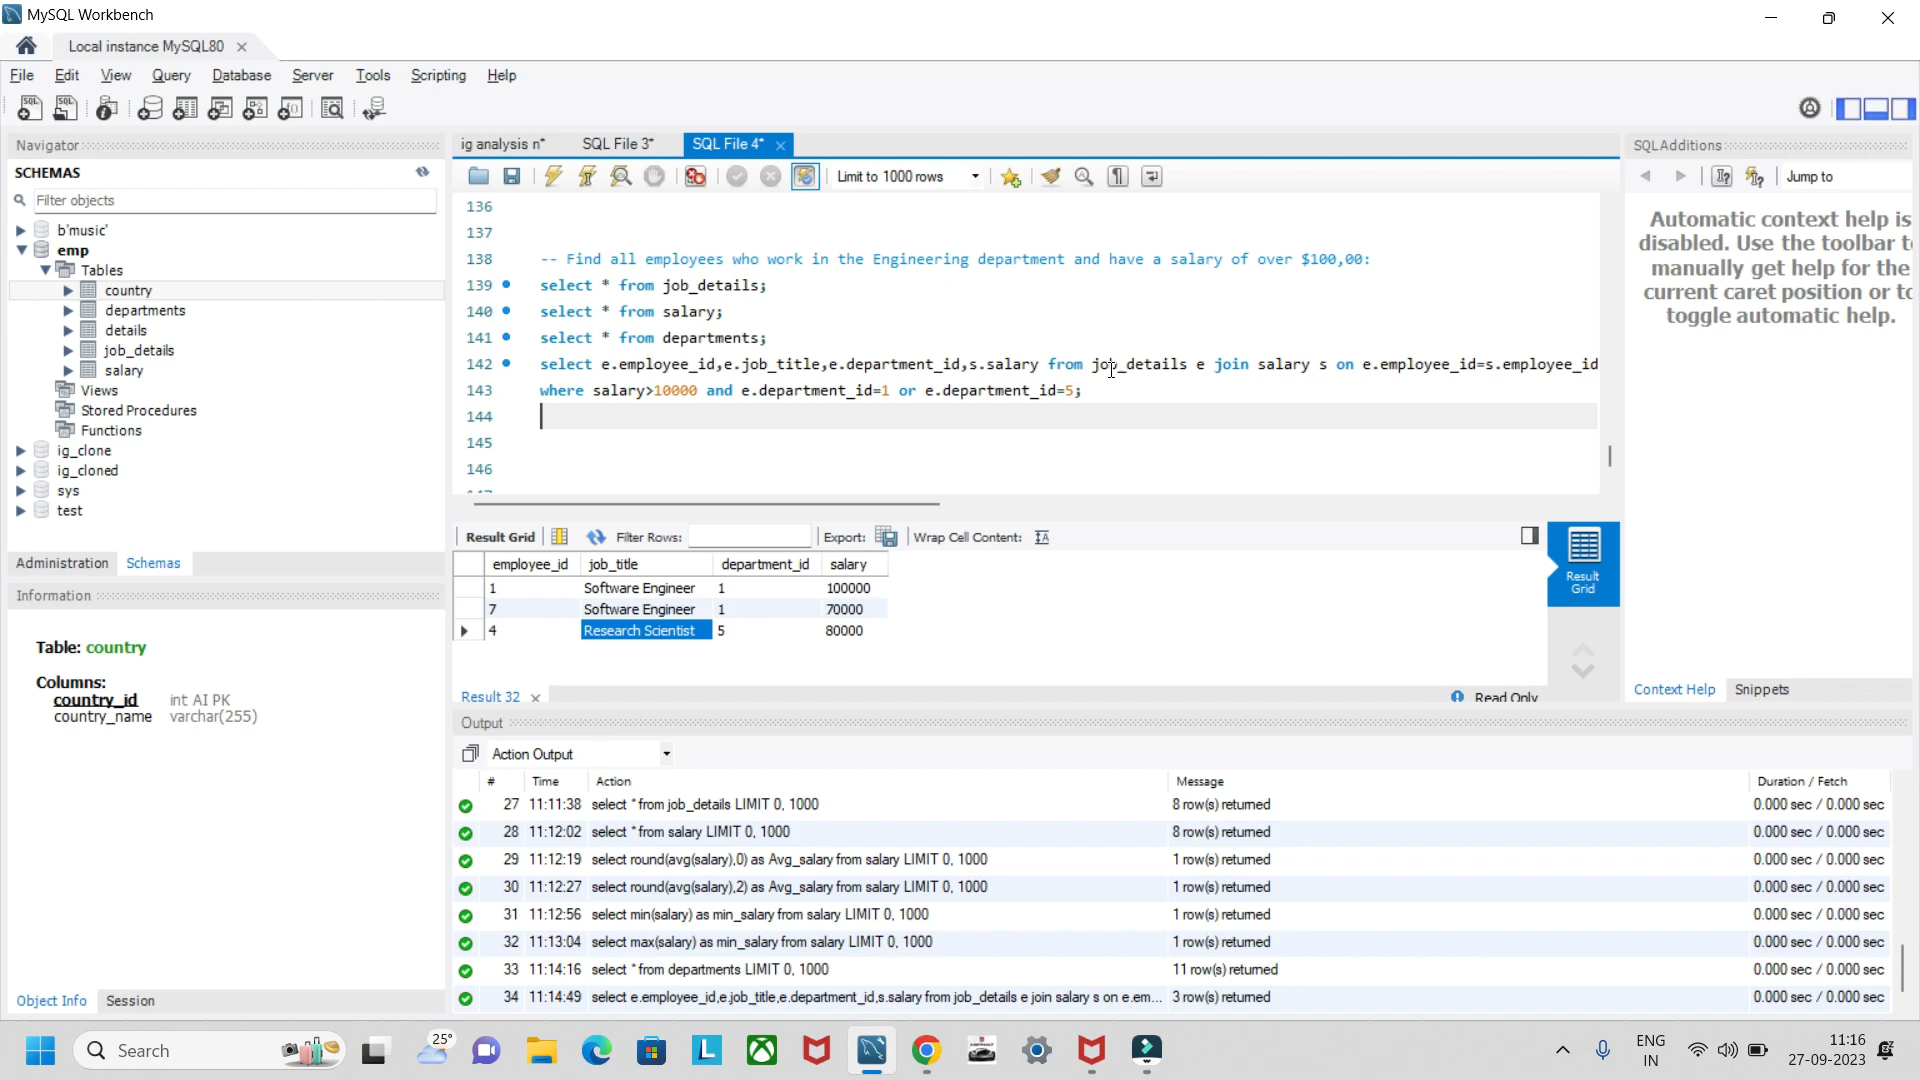 MySQL Workbench
Local instance MySQL80
File Edit View Query Database Server Tools Scripting Help
Navigator
SCHEMAS
Filter objects
b'music'
emp
Tables
country
departments
details
job_details
salary
Views
Stored Procedures
Functions
ig_clone
ig_cloned
sys
test
Administration Schemas
Information
Table: country
Columns:
country_id int AI PK
country_name varchar(255)
Object Info Session
ig analysis n* SQL File 3* SQL File 4*
Limit to 1000 rows
136
137
138 -- Find all employees who work in the Engineering department and have a salary of over $100,00:
139 select * from job_details;
140 select * from salary;
141 select * from departments;
142 select e.employee_id,e.job_title,e.department_id,s.salary from job_details e join salary s on e.employee_id=s.employee_id
143 where salary>10000 and e.department_id=1 or e.department_id=5;
144
145
146
Result Grid Filter Rows: Export: Wrap Cell Content:
employee_id job_title department_id salary
1 Software Engineer 1 100000
7 Software Engineer 1 70000
4 Research Scientist 5 80000
Result Grid
Result 32 Read Only
SQLAdditions
Jump to
Automatic context help is
disabled. Use the toolbar to
manually get help for the
current caret position or to
toggle automatic help.
Context Help Snippets
Output
Action Output
# Time Action Message Duration / Fetch
27 11:11:38 select * from job_details LIMIT 0, 1000 8 row(s) returned 0.000 sec / 0.000 sec
28 11:12:02 select * from salary LIMIT 0, 1000 8 row(s) returned 0.000 sec / 0.000 sec
29 11:12:19 select round(avg(salary),0) as Avg_salary from salary LIMIT 0, 1000 1 row(s) returned 0.000 sec / 0.000 sec
30 11:12:27 select round(avg(salary),2) as Avg_salary from salary LIMIT 0, 1000 1 row(s) returned 0.000 sec / 0.000 sec
31 11:12:56 select min(salary) as min_salary from salary LIMIT 0, 1000 1 row(s) returned 0.000 sec / 0.000 sec
32 11:13:04 select max(salary) as min_salary from salary LIMIT 0, 1000 1 row(s) returned 0.000 sec / 0.000 sec
33 11:14:16 select * from departments LIMIT 0, 1000 11 row(s) returned 0.000 sec / 0.000 sec
34 11:14:49 select e.employee_id,e.job_title,e.department_id,s.salary from job_details e join salary s on e.em... 3 row(s) returned 0.000 sec / 0.000 sec
Search
25°
ENG
IN
11:16
27-09-2023